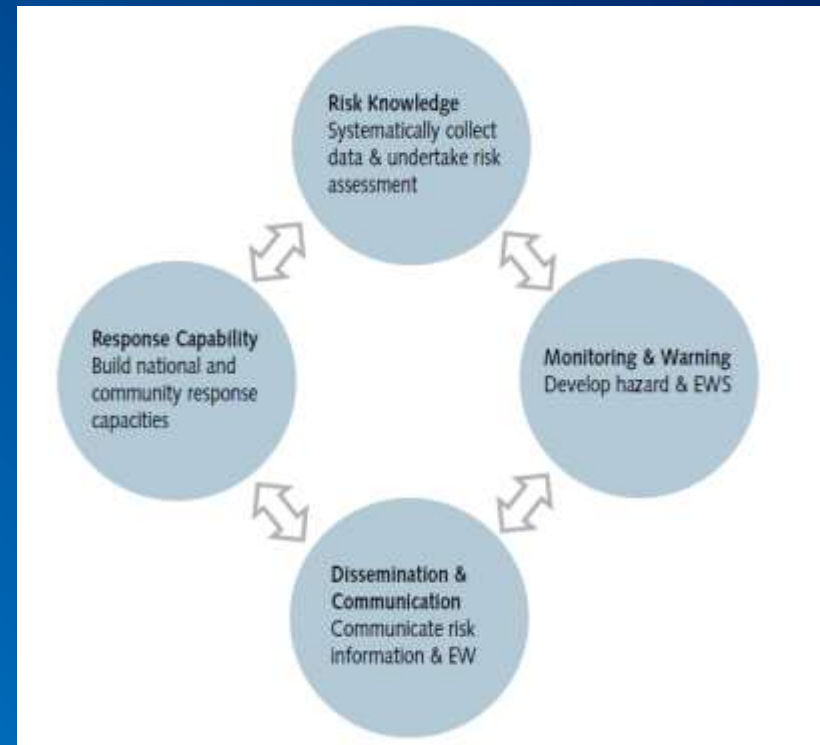 Risk Knowledge
Systematically collect
data & undertake risk
assessment
Response Capability
Build national and
community response
capacities
Monitoring & Warning
Develop hazard & EWS
Dissemination &
Communication
Communicate risk
information & EW